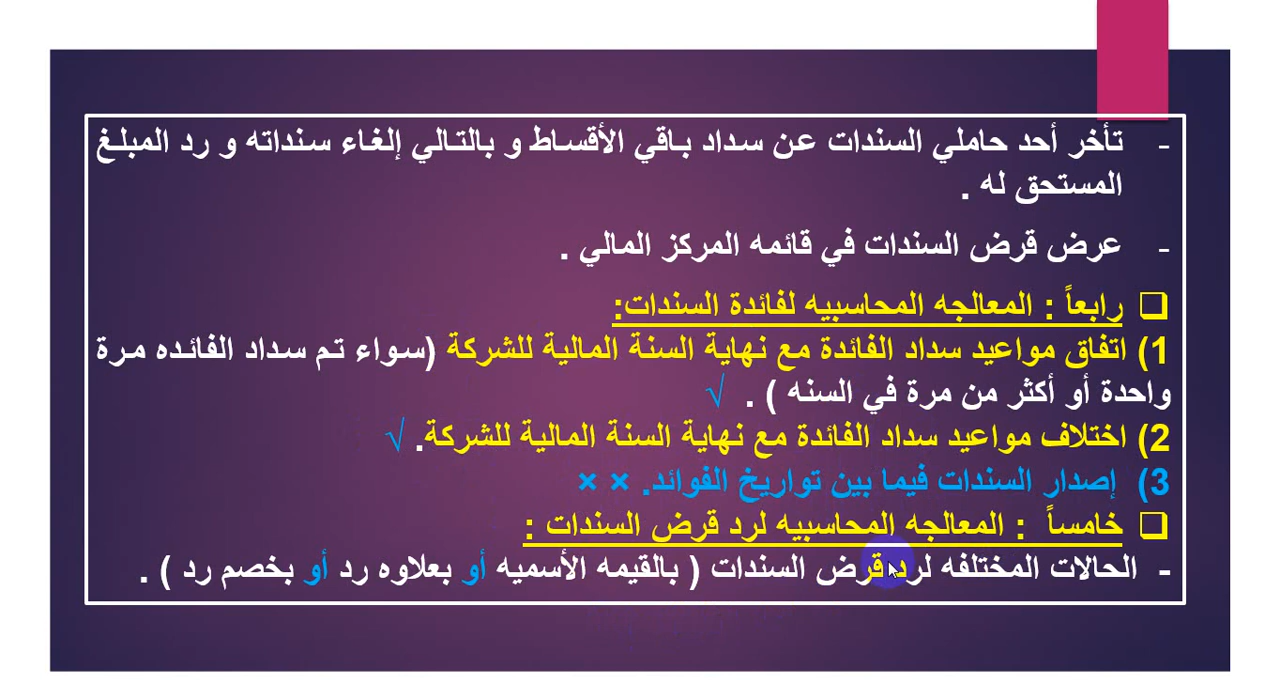 - تأخر أحد حاملي السندات عن سداد باقي الأقساط و بالتالي إلغاء سنداته و رد المبلغ
المستحق له .
- عرض قرض السندات في قائمه المركز المالي .
❑ رابعاً : المعالجه المحاسبيه لفائدة السندات:
1) اتفاق مواعيد سداد الفائدة مع نهاية السنة المالية للشركة (سواء تم سداد الفائده مرة
واحدة أو أكثر من مرة في السنه ) . √
2) اختلاف مواعيد سداد الفائدة مع نهاية السنة المالية للشركة. √
3) إصدار السندات فيما بين تواريخ الفوائد. × ×
❑ خامساً : المعالجه المحاسبيه لرد قرض السندات :
- الحالات المختلفه لرد قرض السندات ( بالقيمه الأسميه أو بعلاوه رد أو بخصم رد ) .